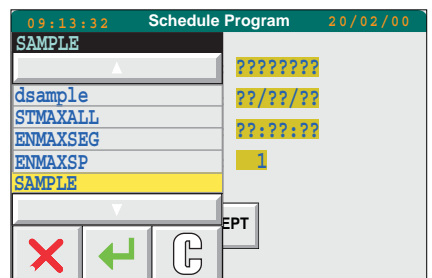 09:13:32 Schedule Program 20/02/00
SAMPLE
????????
dsample
??/??/??
STMAXALL
ENMAXSEG
??:??:??
ENMAXSP
1
SAMPLE
EPT
C